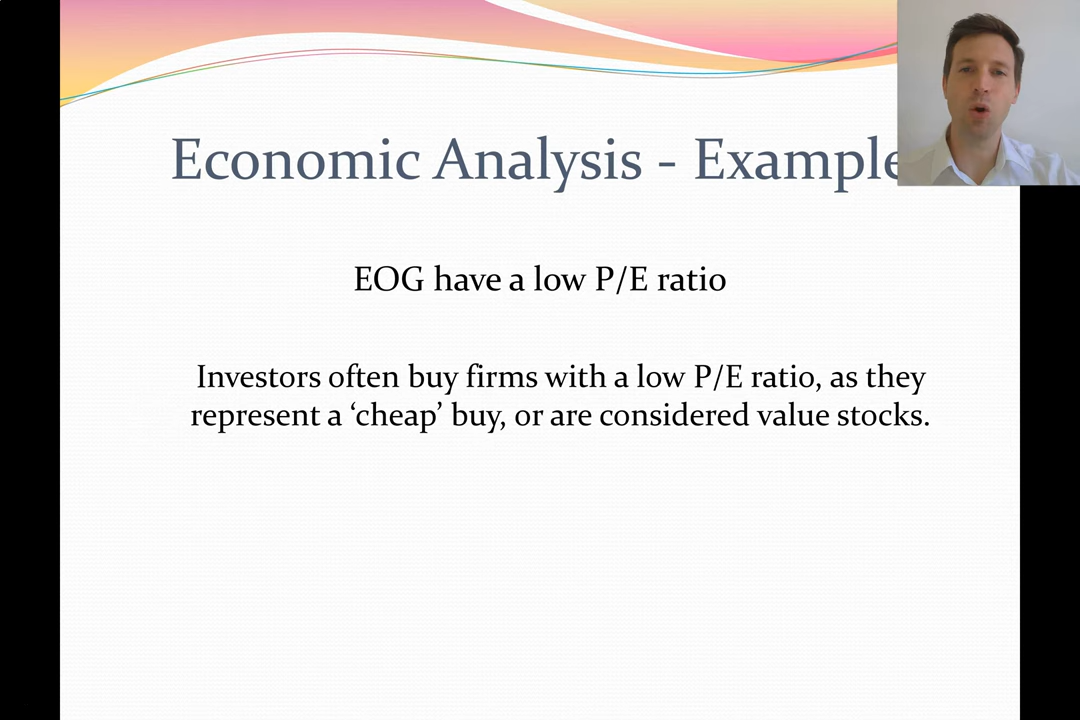 Economic Analysis - Example
EOG have a low P/E ratio
Investors often buy firms with a low P/E ratio, as they
represent a ‘cheap’ buy, or are considered value stocks.